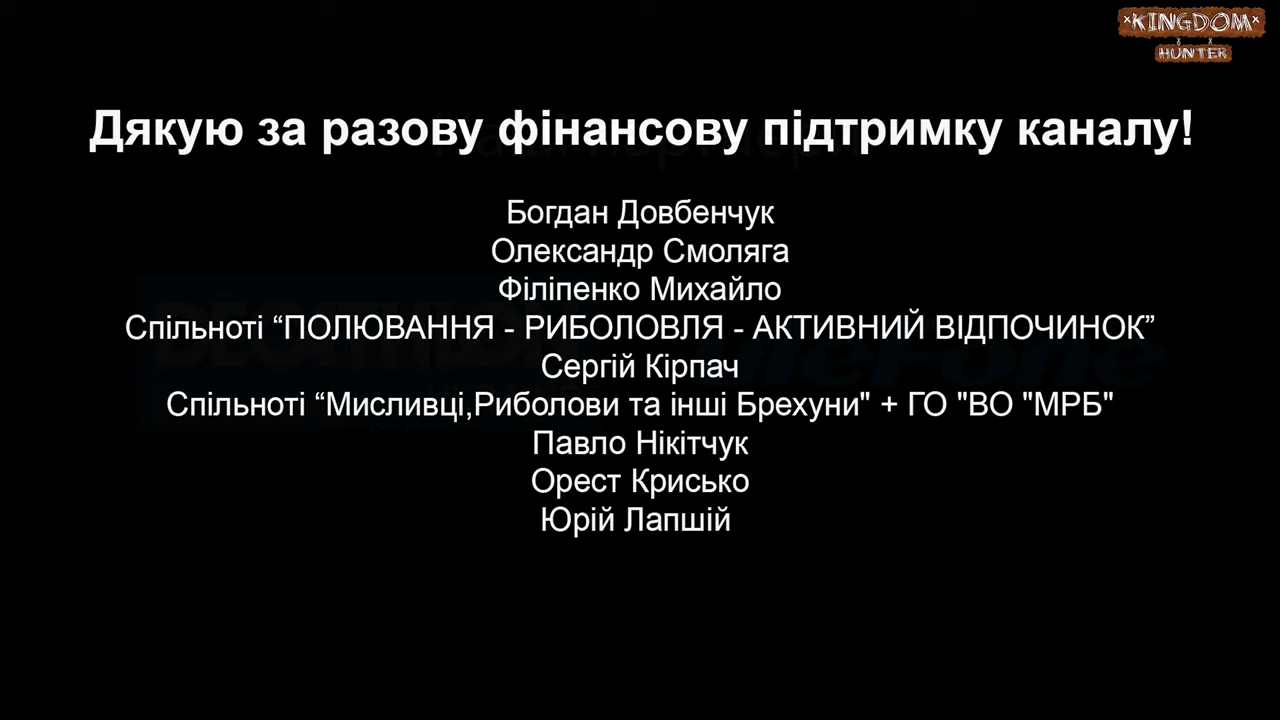 *KINGDOM*
HUNTER
Дякую за разову фінансову підтримку каналу!
Богдан Довбенчук
Олександр Смоляга
Філіпенко Михайло
Спільноті “ПОЛЮВАННЯ - РИБОЛОВЛЯ - АКТИВНИЙ ВІДПОЧИНОК”
Сергій Кірпач
Спільноті “Мисливці,Риболови та інші Брехуни" + ГО "ВО "МРБ"
Павло Нікітчук
Орест Крисько
Юрій Лапшій